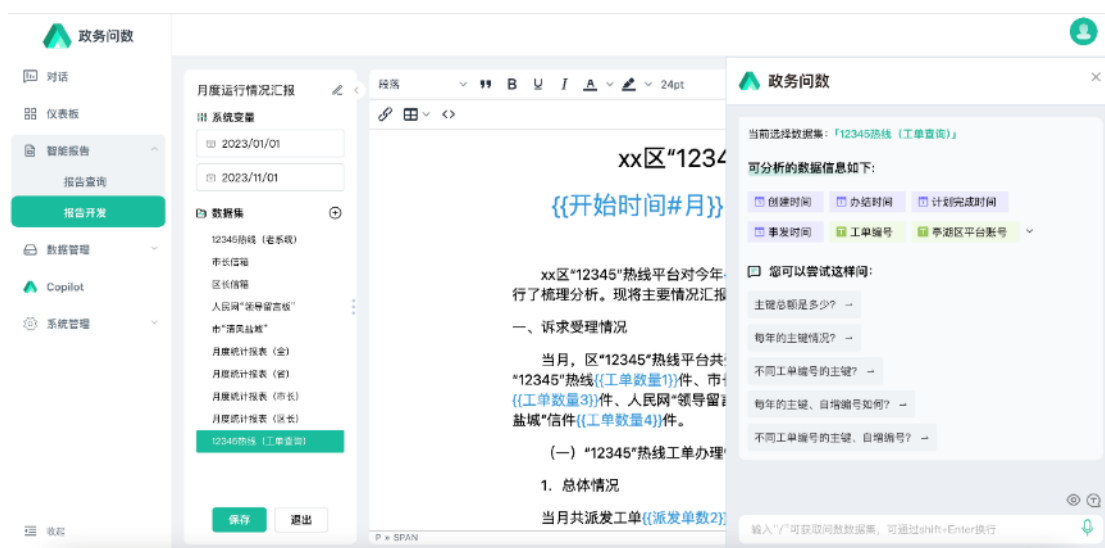 政务问数
对话
仪表板
智能报告
报告查询
报告开发
数据管理
Copilot
系统管理
收起
月度运行情况汇报
系统变量
2023/01/01
2023/11/01
数据集
12345热线（老系统）
市长信箱
区长信箱
人民网“领导留言板”
市“清风盐城”
月度统计报表（全）
月度统计报表（省）
月度统计报表（市长）
月度统计报表（区长）
12345热线（工单查询）
保存
退出
段落
B U I A
24pt
xx区“1234
{{开始时间#月}}
xx区“12345”热线平台对今年
行了梳理分析。现将主要情况汇报
一、诉求受理情况
当月，区“12345”热线平台共
“12345”热线{{工单数量1}}件、市
{{工单数量3}}件、人民网“领导留
盐城”信件{{工单数量4}}件。
（一）“12345”热线工单办理
1. 总体情况
当月共派发工单{{派发单数2}}
P » SPAN
政务问数
当前选择数据集：「12345热线（工单查询）」
可分析的数据信息如下：
创建时间 办结时间 计划完成时间
事发时间 工单编号 亭湖区平台账号
您可以尝试这样问：
主键总额是多少？→
每年的主键情况？→
不同工单编号的主键？→
每年的主键、自增编号如何？→
不同工单编号的主键、自增编号？→
输入“/”可获取问数数据集，可通过shift+Enter换行